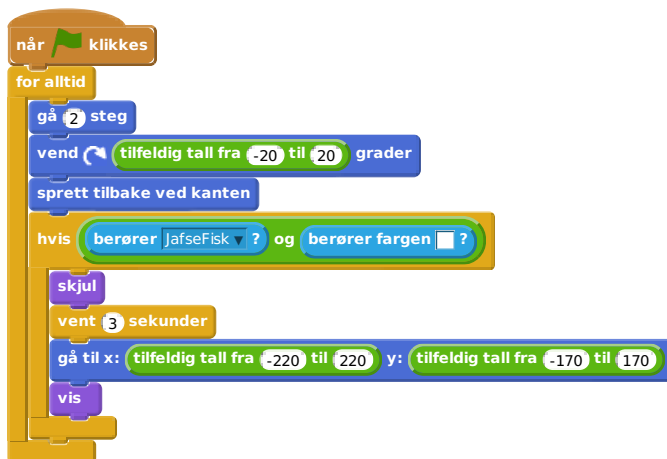 når klikkes
for alltid
gå 2 steg
vend tilfeldig tall fra -20 til 20 grader
sprett tilbake ved kanten
hvis berører JafseFisk ? og berører fargen ?
skjul
vent 3 sekunder
gå til x: tilfeldig tall fra -220 til 220 y: tilfeldig tall fra -170 til 170
vis